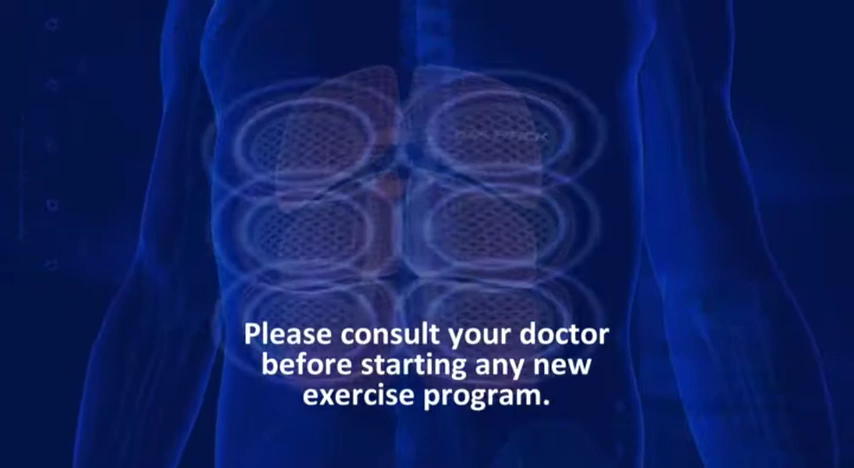 Please consult your doctor
before starting any new
exercise program.